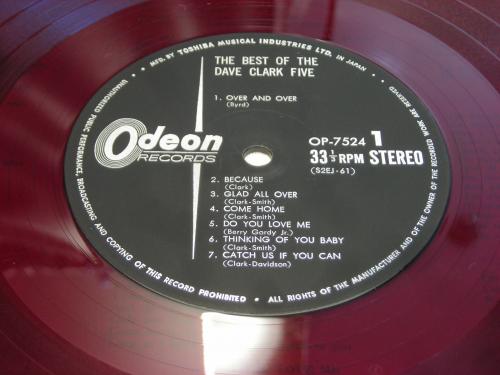 MFG. BY TOSHIBA MUSICAL INDUSTRIES LTD. IN JAPAN
THE BEST OF THE
DAVE CLARK FIVE
1. OVER AND OVER
(Byrd)
Odeon
RECORDS
OP-7524 1
33 1/3 RPM STEREO
(S2EJ-61)
2. BECAUSE
(Clark)
3. GLAD ALL OVER
(Clark-Smith)
4. COME HOME
(Clark-Smith)
5. DO YOU LOVE ME
(Berry Gordy Jr.)
6. THINKING OF YOU BABY
(Clark-Smith)
7. CATCH US IF YOU CAN
(Clark-Davidson)
UNAUTHORIZED PUBLIC PERFORMANCE, BROADCASTING AND COPYING OF THIS RECORD PROHIBITED • ALL RIGHTS OF THE MANUFACTURER AND OF THE OWNER OF THE RECORDED WORK ARE RESERVED